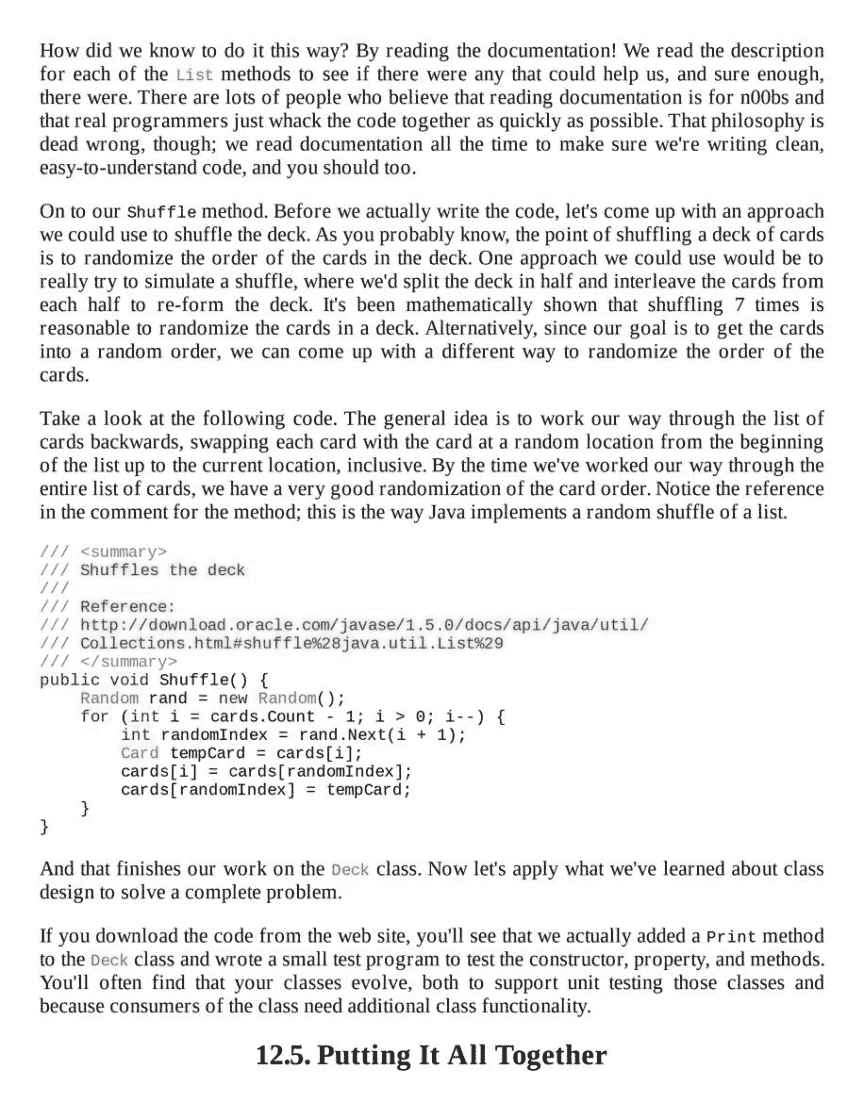 How did we know to do it this way? By reading the documentation! We read the description
for each of the List methods to see if there were any that could help us, and sure enough,
there were. There are lots of people who believe that reading documentation is for n00bs and
that real programmers just whack the code together as quickly as possible. That philosophy is
dead wrong, though; we read documentation all the time to make sure we're writing clean,
easy-to-understand code, and you should too.
On to our Shuffle method. Before we actually write the code, let's come up with an approach
we could use to shuffle the deck. As you probably know, the point of shuffling a deck of cards
is to randomize the order of the cards in the deck. One approach we could use would be to
really try to simulate a shuffle, where we'd split the deck in half and interleave the cards from
each half to re-form the deck. It's been mathematically shown that shuffling 7 times is
reasonable to randomize the cards in a deck. Alternatively, since our goal is to get the cards
into a random order, we can come up with a different way to randomize the order of the
cards.
Take a look at the following code. The general idea is to work our way through the list of
cards backwards, swapping each card with the card at a random location from the beginning
of the list up to the current location, inclusive. By the time we've worked our way through the
entire list of cards, we have a very good randomization of the card order. Notice the reference
in the comment for the method; this is the way Java implements a random shuffle of a list.
/// <summary>
/// Shuffles the deck
///
/// Reference:
/// http://download.oracle.com/javase/1.5.0/docs/api/java/util/
/// Collections.html#shuffle%28java.util.List%29
/// </summary>
public void Shuffle() {
    Random rand = new Random();
    for (int i = cards.Count - 1; i > 0; i--) {
        int randomIndex = rand.Next(i + 1);
        Card tempCard = cards[i];
        cards[i] = cards[randomIndex];
        cards[randomIndex] = tempCard;
    }
}
And that finishes our work on the Deck class. Now let's apply what we've learned about class
design to solve a complete problem.
If you download the code from the web site, you'll see that we actually added a Print method
to the Deck class and wrote a small test program to test the constructor, property, and methods.
You'll often find that your classes evolve, both to support unit testing those classes and
because consumers of the class need additional class functionality.
12.5. Putting It All Together